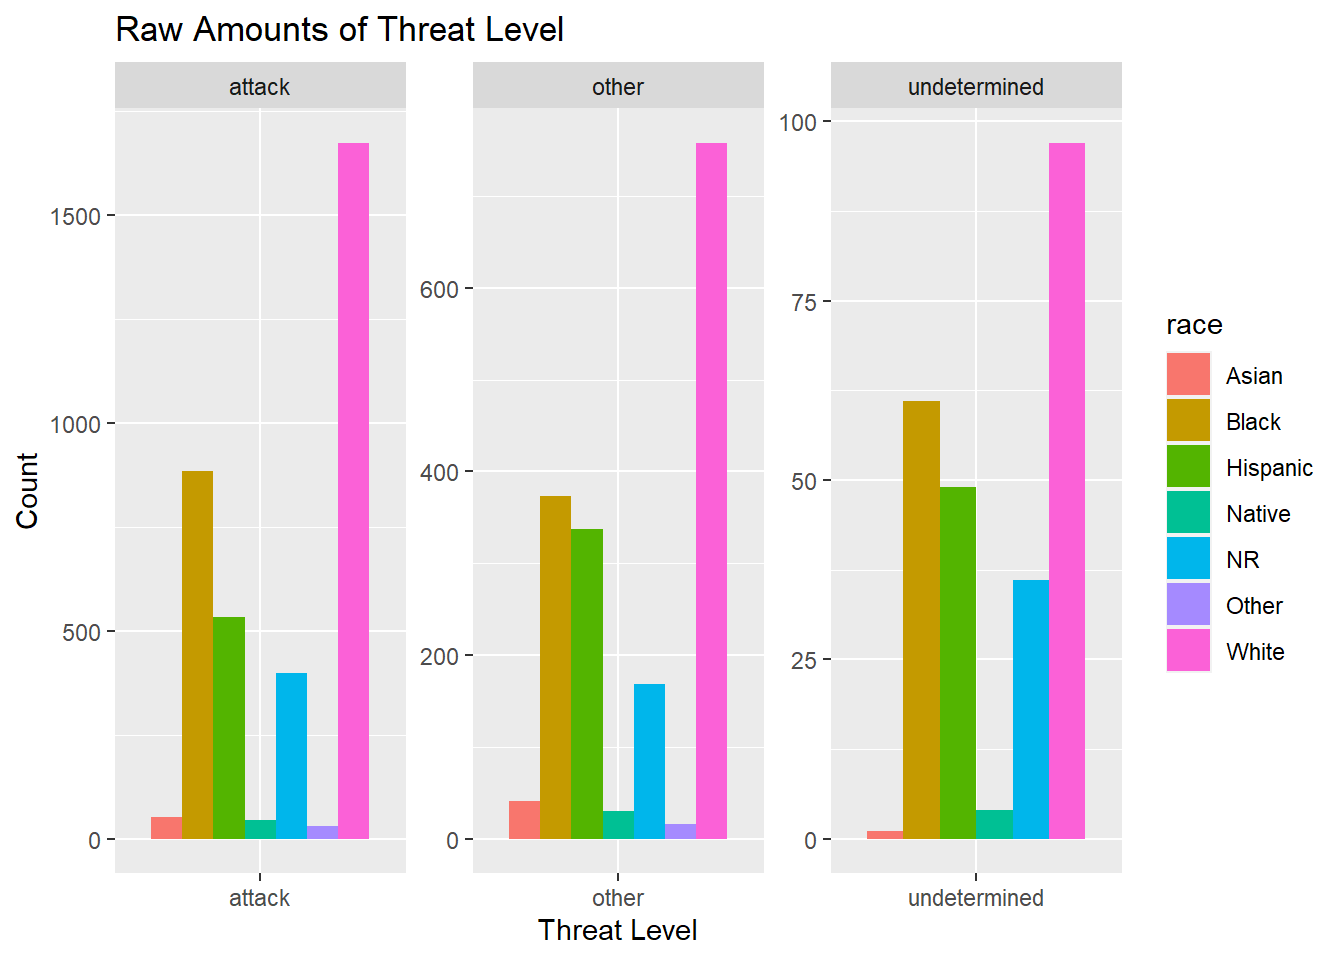 Raw Amounts of Threat Level
attack
other
undetermined
Count
0
500
1000
1500
0
200
400
600
0
25
50
75
100
attack
other
undetermined
Threat Level
race
Asian
Black
Hispanic
Native
NR
Other
White